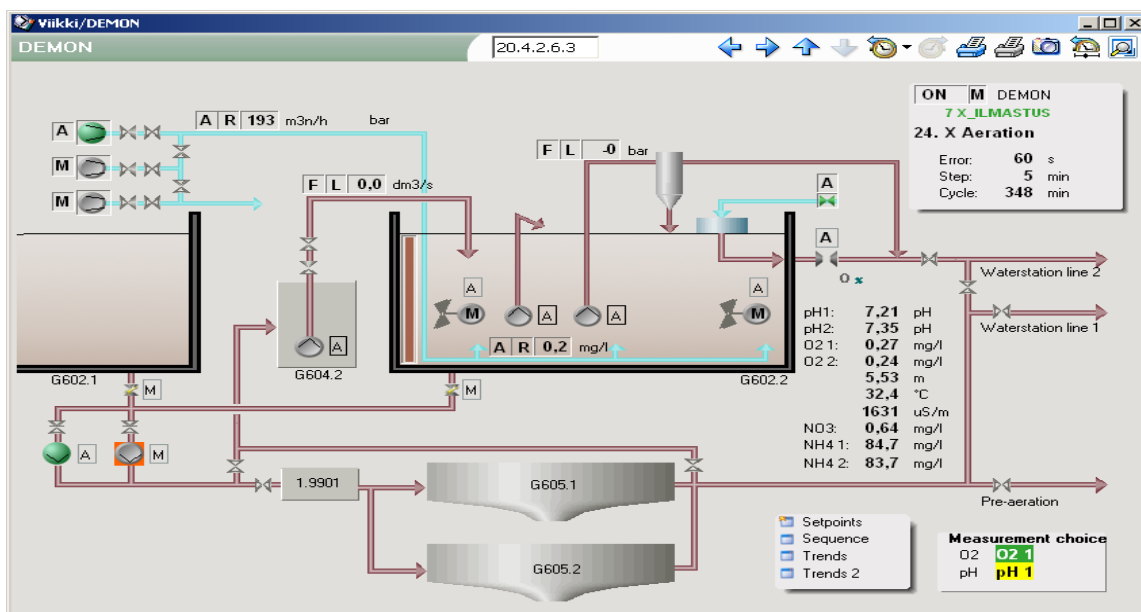 Viikki/DEMON
DEMON
20.4.2.6.3
ON M DEMON
7 X_ILMASTUS
24. X Aeration
Error: 60 s
Step: 5 min
Cycle: 348 min
A R 193 m3n/h bar
A
M
M
F L -0 bar
F L 0,0 dm3/s
A
A
0 %
A
M
A
A
A
M
A
A R 0,2 mg/l
G602.1
G604.2
G602.2
M
M
A
M
Waterstation line 2
Waterstation line 1
pH1: 7,21 pH
pH2: 7,35 pH
O2 1: 0,27 mg/l
O2 2: 0,24 mg/l
5,53 m
32,4 °C
1631 uS/m
NO3: 0,64 mg/l
NH4 1: 84,7 mg/l
NH4 2: 83,7 mg/l
1.9901
G605.1
G605.2
Pre-aeration
Setpoints
Sequence
Trends
Trends 2
Measurement choice
O2 O2 1
pH pH 1